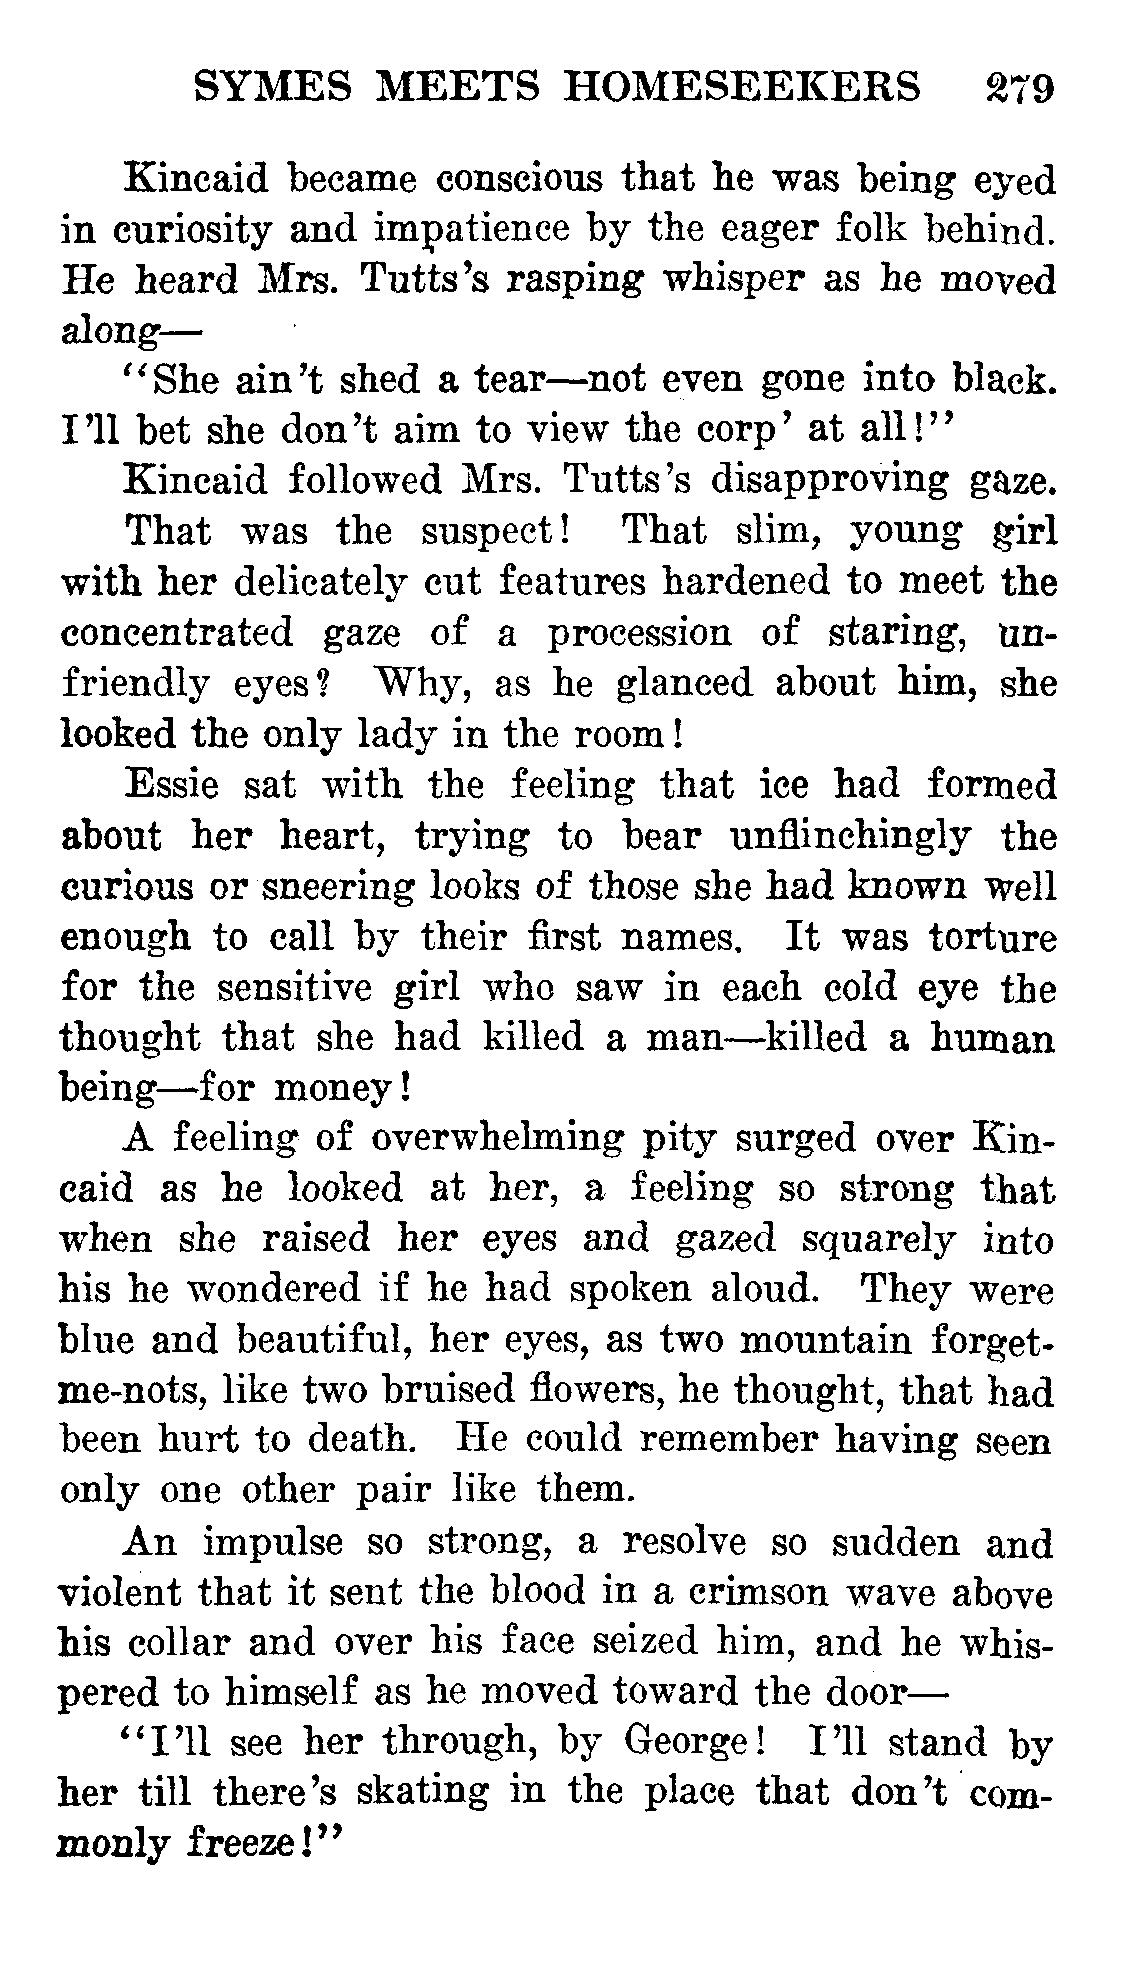 SYMES MEETS HOMESEEKERS 279
Kincaid became conscious that he was being eyed
in curiosity and impatience by the eager folk behind.
He heard Mrs. Tutts's rasping whisper as he moved
along—
"She ain't shed a tear—not even gone into black.
I'll bet she don't aim to view the corp' at all!"
Kincaid followed Mrs. Tutts's disapproving gaze.
That was the suspect! That slim, young girl
with her delicately cut features hardened to meet the
concentrated gaze of a procession of staring, un-
friendly eyes? Why, as he glanced about him, she
looked the only lady in the room!
Essie sat with the feeling that ice had formed
about her heart, trying to bear unflinchingly the
curious or sneering looks of those she had known well
enough to call by their first names. It was torture
for the sensitive girl who saw in each cold eye the
thought that she had killed a man—killed a human
being—for money!
A feeling of overwhelming pity surged over Kin-
caid as he looked at her, a feeling so strong that
when she raised her eyes and gazed squarely into
his he wondered if he had spoken aloud. They were
blue and beautiful, her eyes, as two mountain forget-
me-nots, like two bruised flowers, he thought, that had
been hurt to death. He could remember having seen
only one other pair like them.
An impulse so strong, a resolve so sudden and
violent that it sent the blood in a crimson wave above
his collar and over his face seized him, and he whis-
pered to himself as he moved toward the door—
"I'll see her through, by George! I'll stand by
her till there's skating in the place that don't com-
monly freeze!"